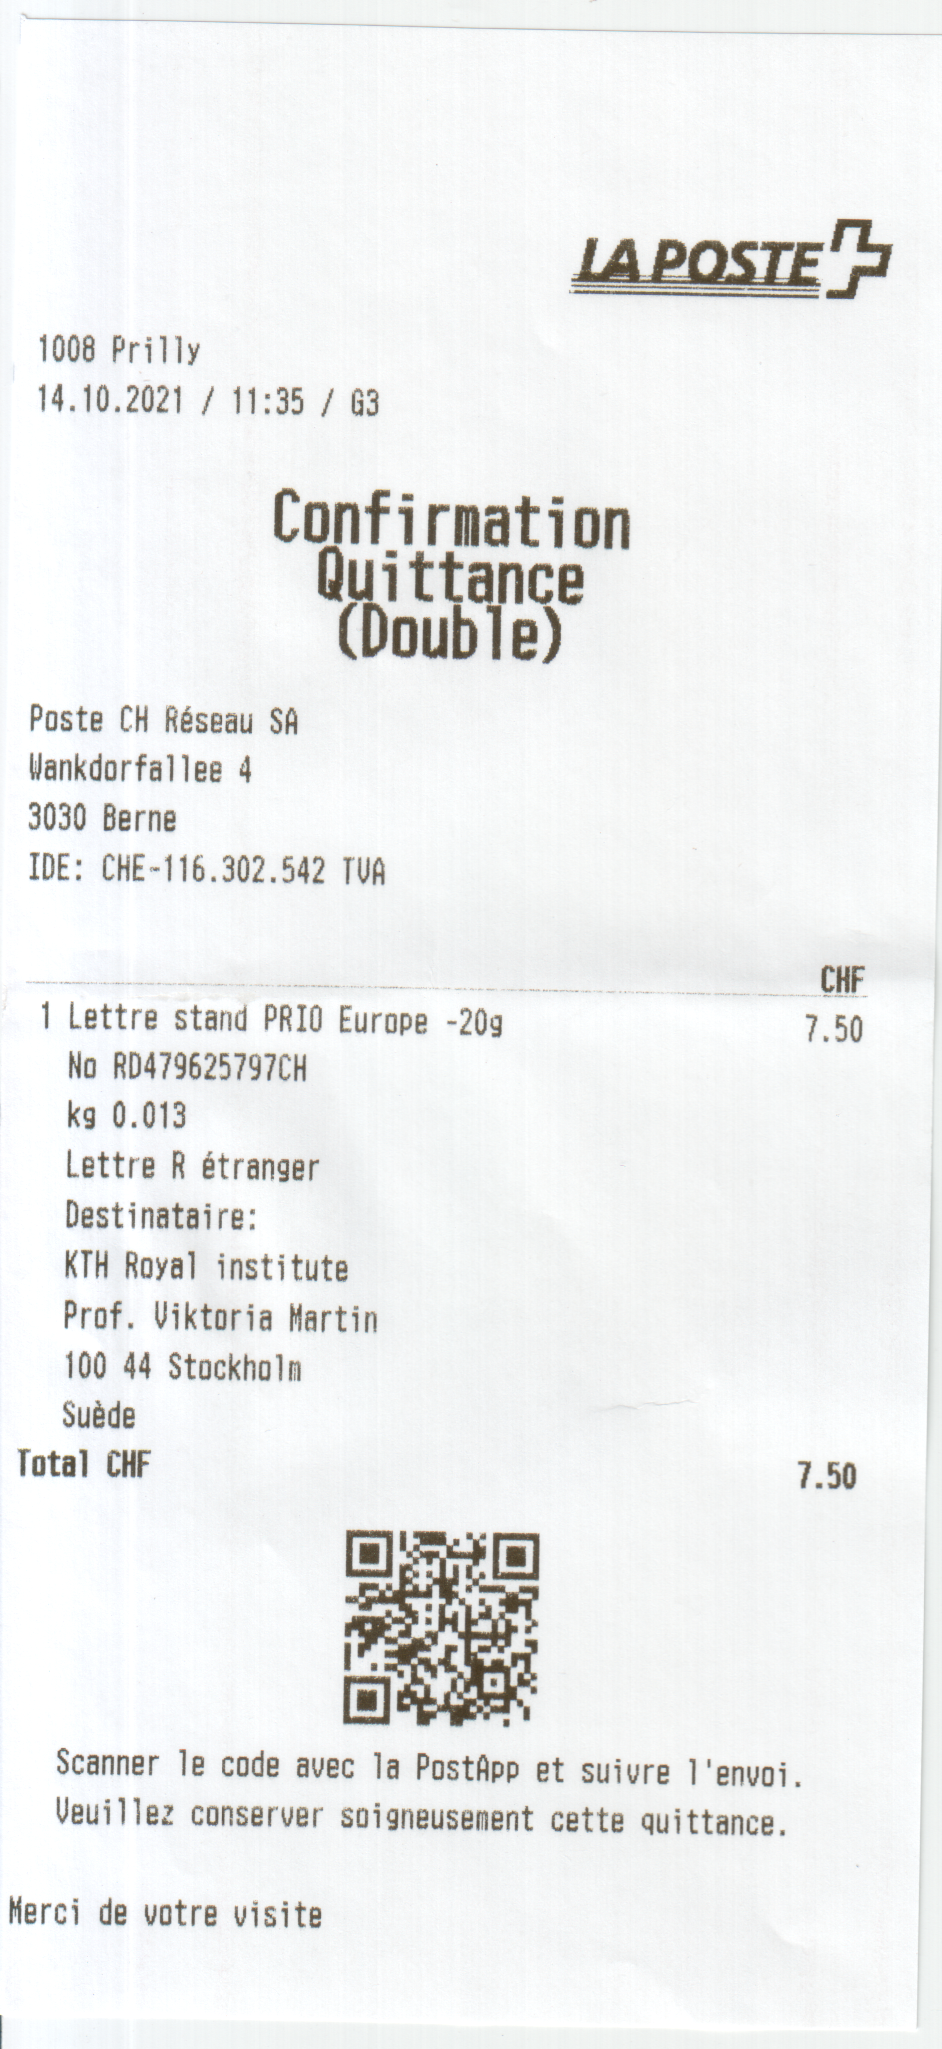 LA POSTE
1008 Prilly
14.10.2021 / 11:35 / G3
Confirmation
Quittance
(Double)
Poste CH Réseau SA
Wankdorfallee 4
3030 Berne
IDE: CHE-116.302.542 TVA
CHF
1 Lettre stand PRIO Europe -20g 7.50
No RD479625797CH
kg 0.013
Lettre R étranger
Destinataire:
KTH Royal institute
Prof. Viktoria Martin
100 44 Stockholm
Suède
Total CHF 7.50
Scanner le code avec la PostApp et suivre l'envoi.
Veuillez conserver soigneusement cette quittance.
Merci de votre visite